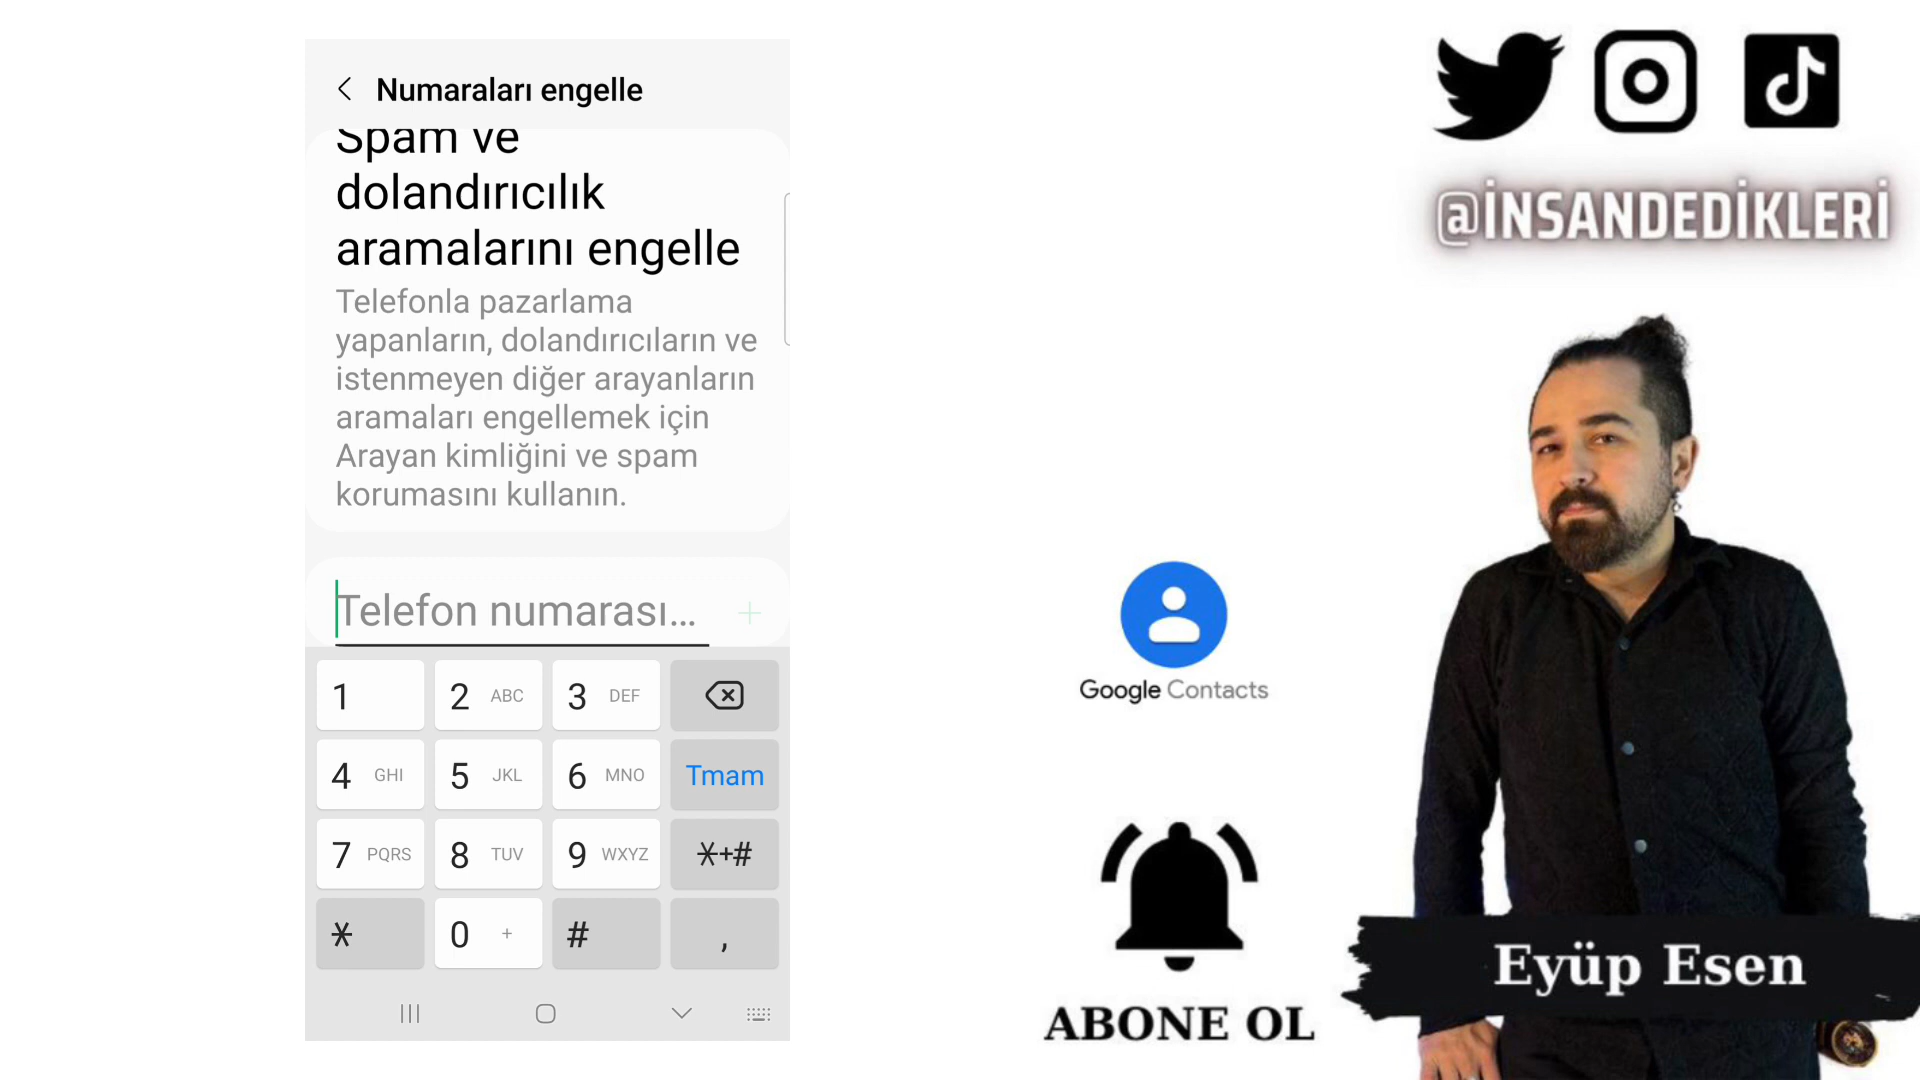 Numaraları engelle
Spam ve
dolandırıcılık
aramalarını engelle
Telefonla pazarlama
yapanların, dolandırıcıların ve
istenmeyen diğer arayanların
aramaları engellemek için
Arayan kimliğini ve spam
korumasını kullanın.
Telefon numarası...
+
1
2 ABC
3 DEF
4 GHI
5 JKL
6 MNO
Tmam
7 PQRS
8 TUV
9 WXYZ
*+#
*
0 +
#
,
@İNSANDEDİKLERİ
Google Contacts
ABONE OL
Eyüp Esen